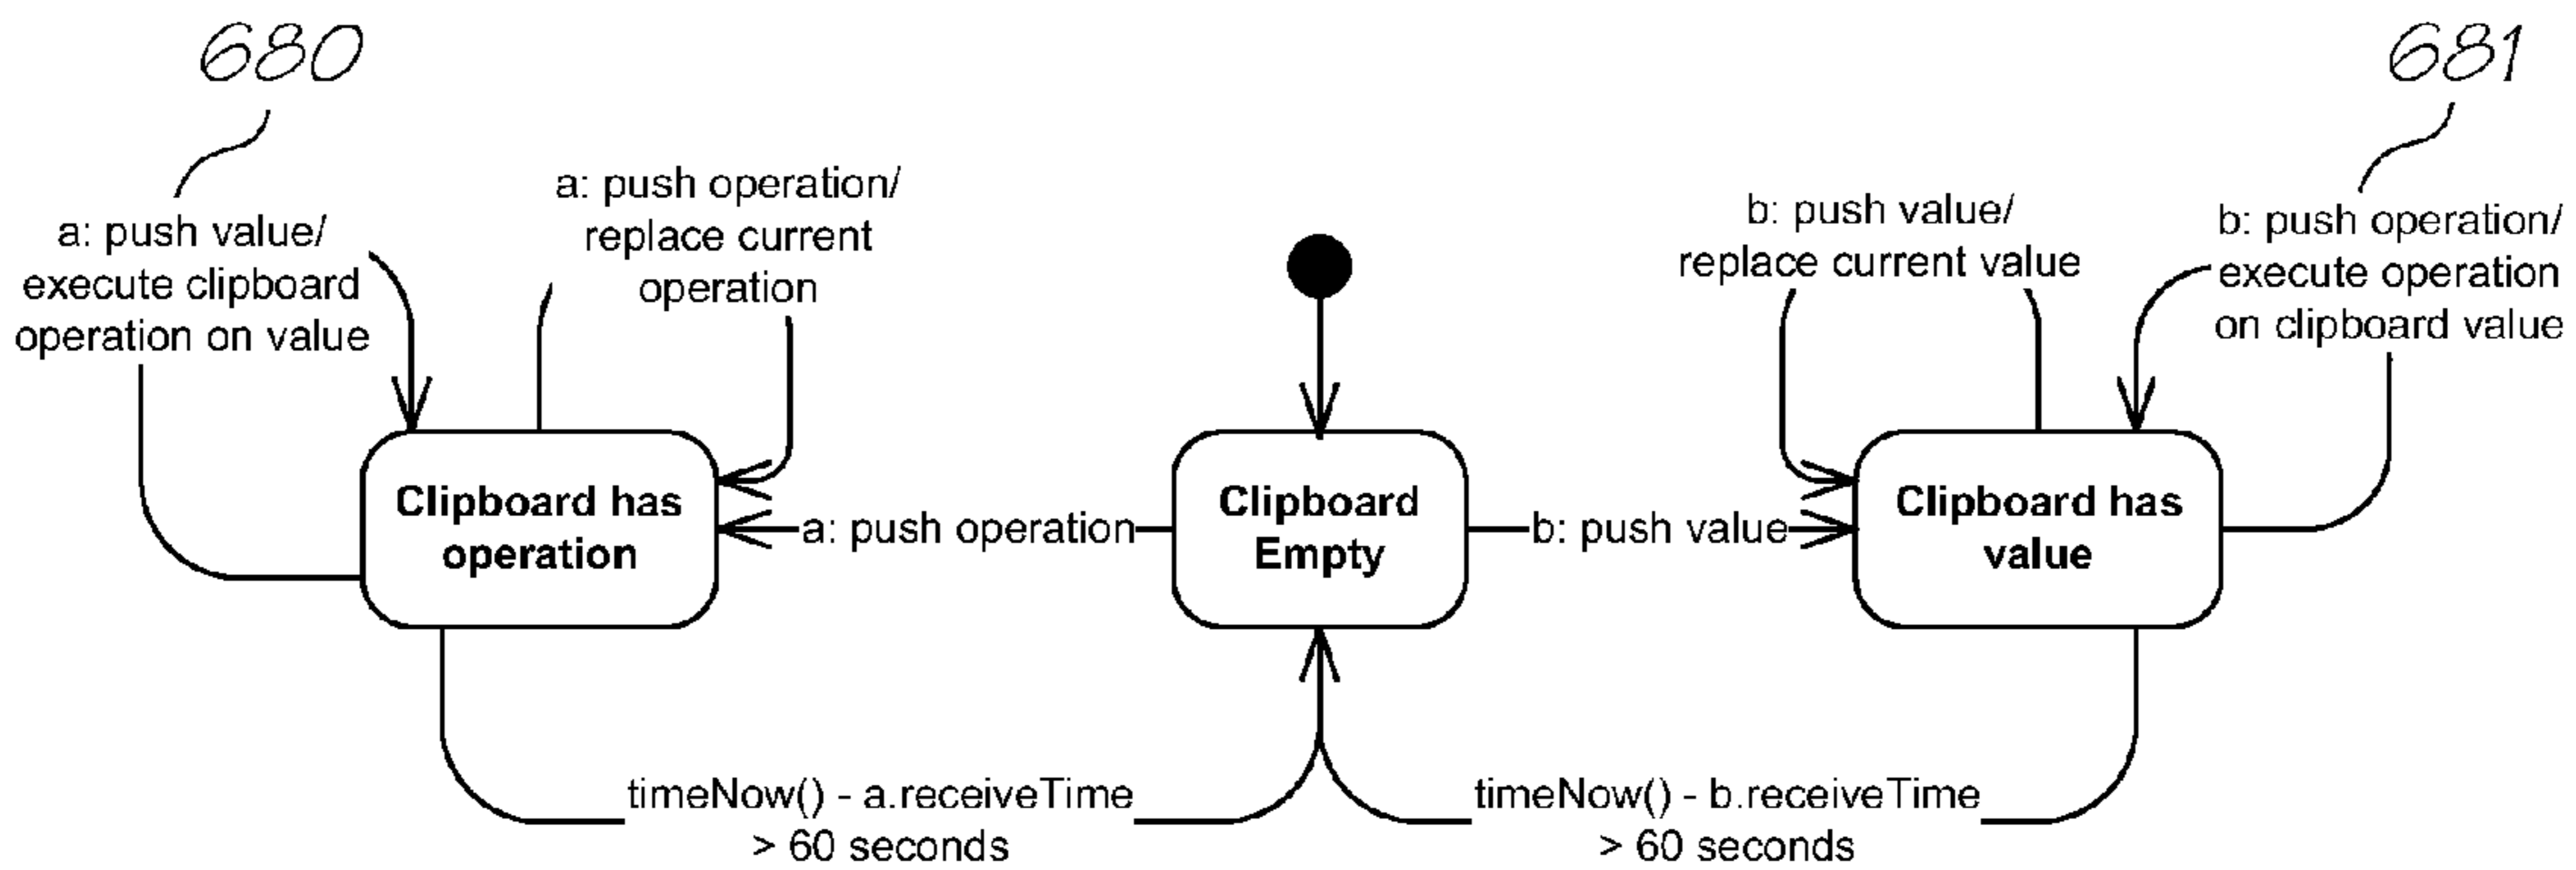 680
681
a: push value/
execute clipboard
operation on value
a: push operation/
replace current
operation
b: push value/
replace current value
b: push operation/
execute operation
on clipboard value
Clipboard has
operation
a: push operation
Clipboard
Empty
b: push value
Clipboard has
value
timeNow() - a.receiveTime
> 60 seconds
timeNow() - b.receiveTime
> 60 seconds